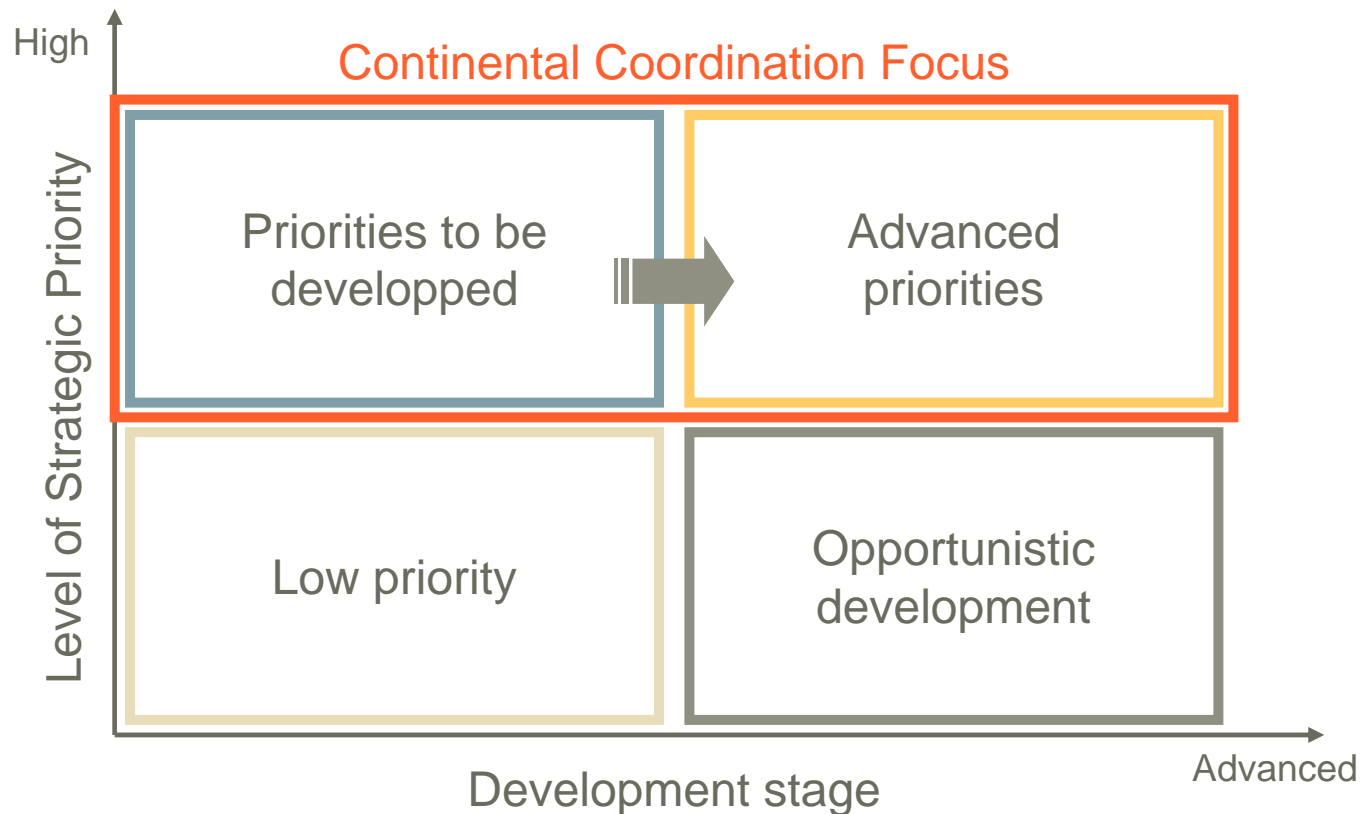 High
Continental Coordination Focus
Level of Strategic Priority
Priorities to be
developped
Advanced
priorities
Low priority
Opportunistic
development
Advanced
Development stage